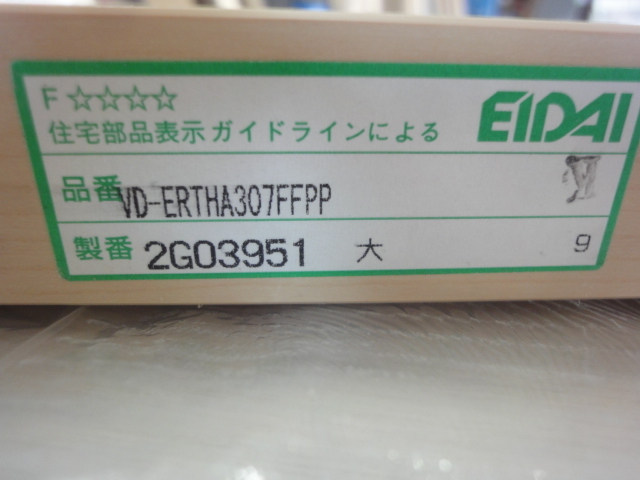 F☆☆☆☆
住宅部品表示ガイドラインによる
EIDAI
品番 VD-ERTHA307FFPP
製番 2G03951 大 9